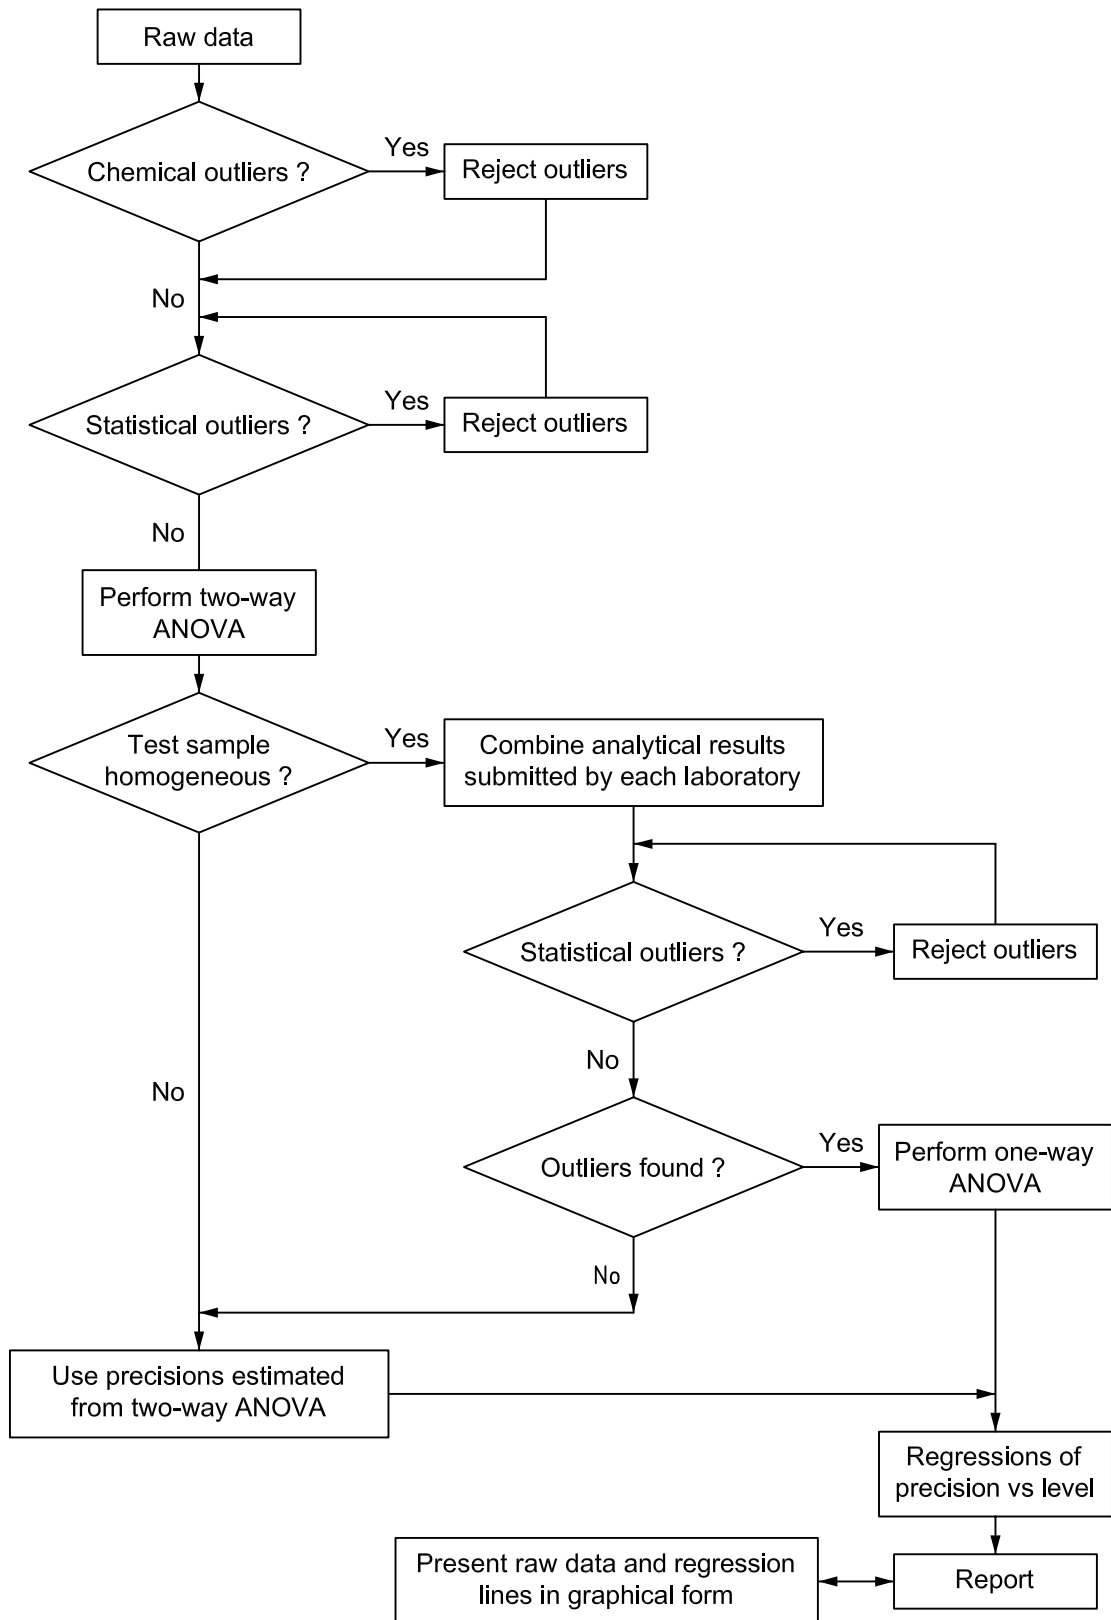 Raw data
Chemical outliers ?
Yes
Reject outliers
No
Statistical outliers ?
Yes
Reject outliers
No
Perform two-way
ANOVA
Test sample
homogeneous ?
Yes
Combine analytical results
submitted by each laboratory
Statistical outliers ?
Yes
Reject outliers
No
No
Outliers found ?
Yes
Perform one-way
ANOVA
No
Use precisions estimated
from two-way ANOVA
Regressions of
precision vs level
Present raw data and regression
lines in graphical form
Report